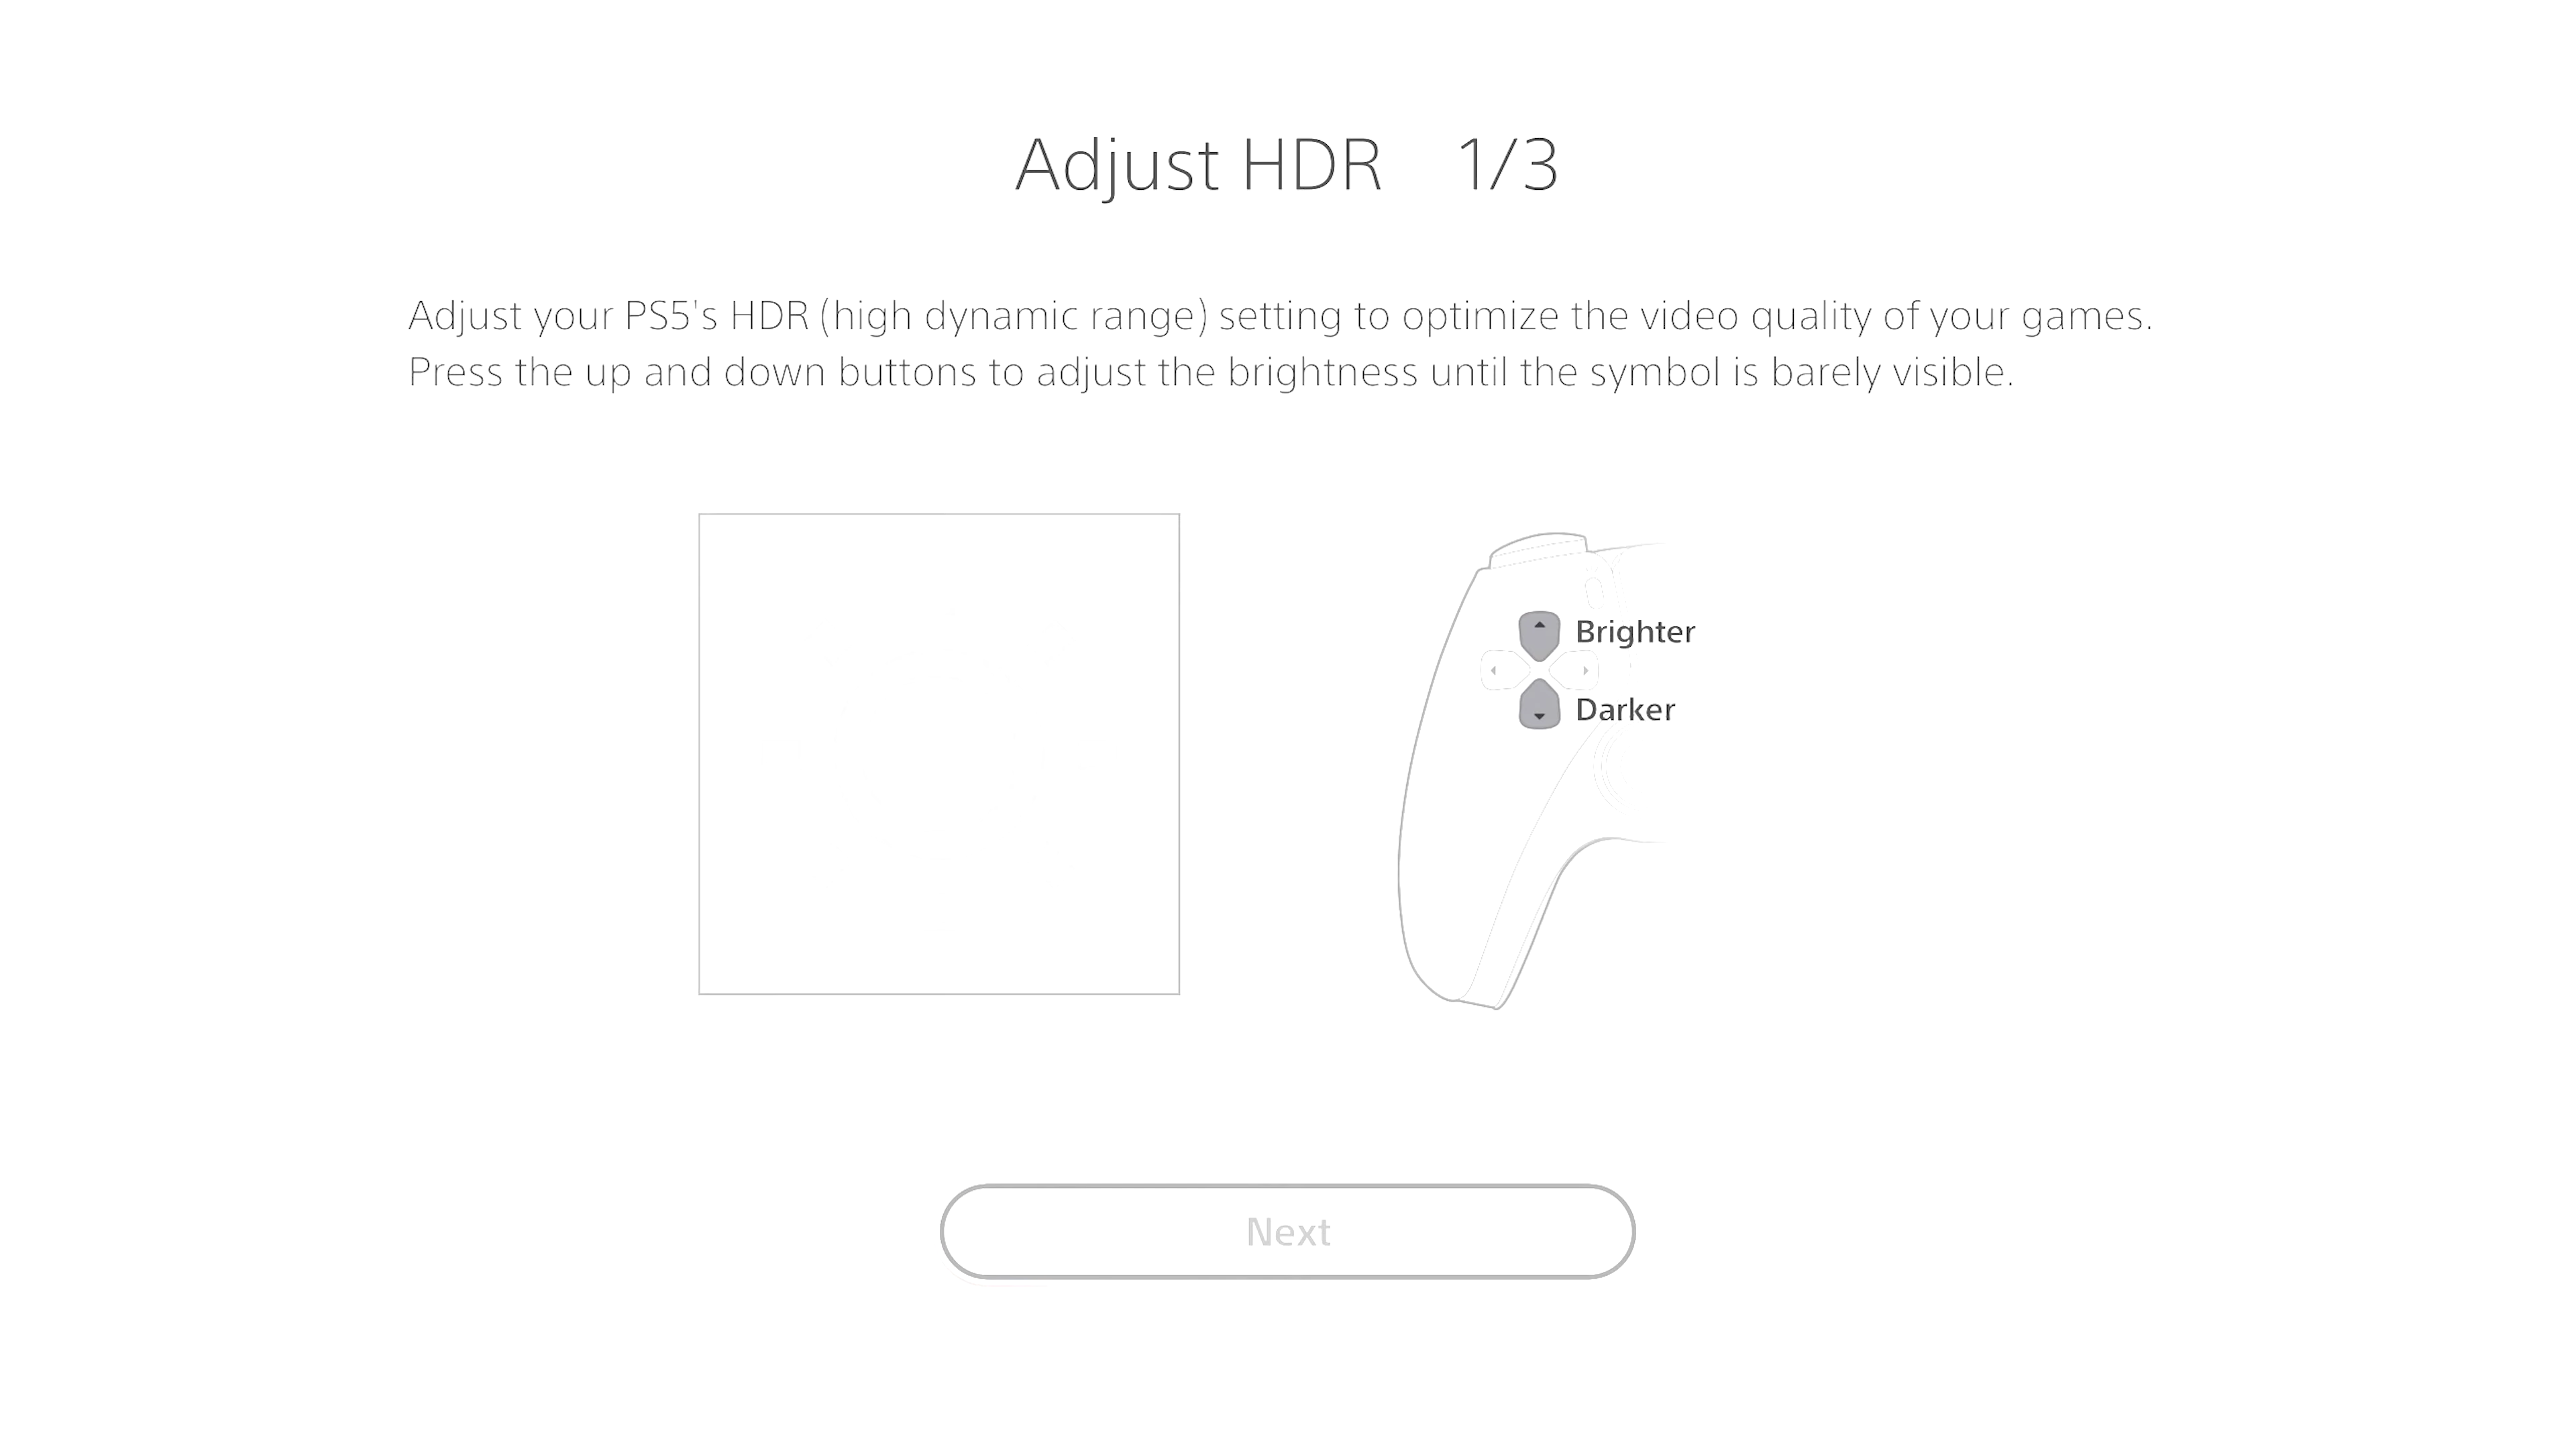 Adjust HDR 1/3
Adjust your PS5's HDR (high dynamic range) setting to optimize the video quality of your games.
Press the up and down buttons to adjust the brightness until the symbol is barely visible.
Brighter
Darker
Next